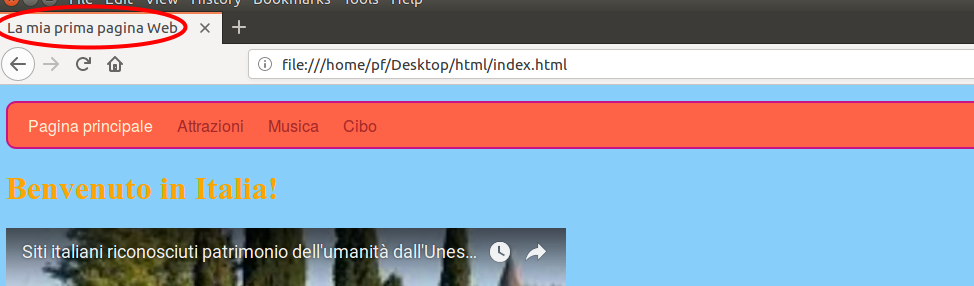 File Edit View History Bookmarks Tools Help
La mia prima pagina Web
file:///home/pf/Desktop/html/index.html
Pagina principale Attrazioni Musica Cibo
Benvenuto in Italia!
Siti italiani riconosciuti patrimonio dell'umanità dall'Unes...